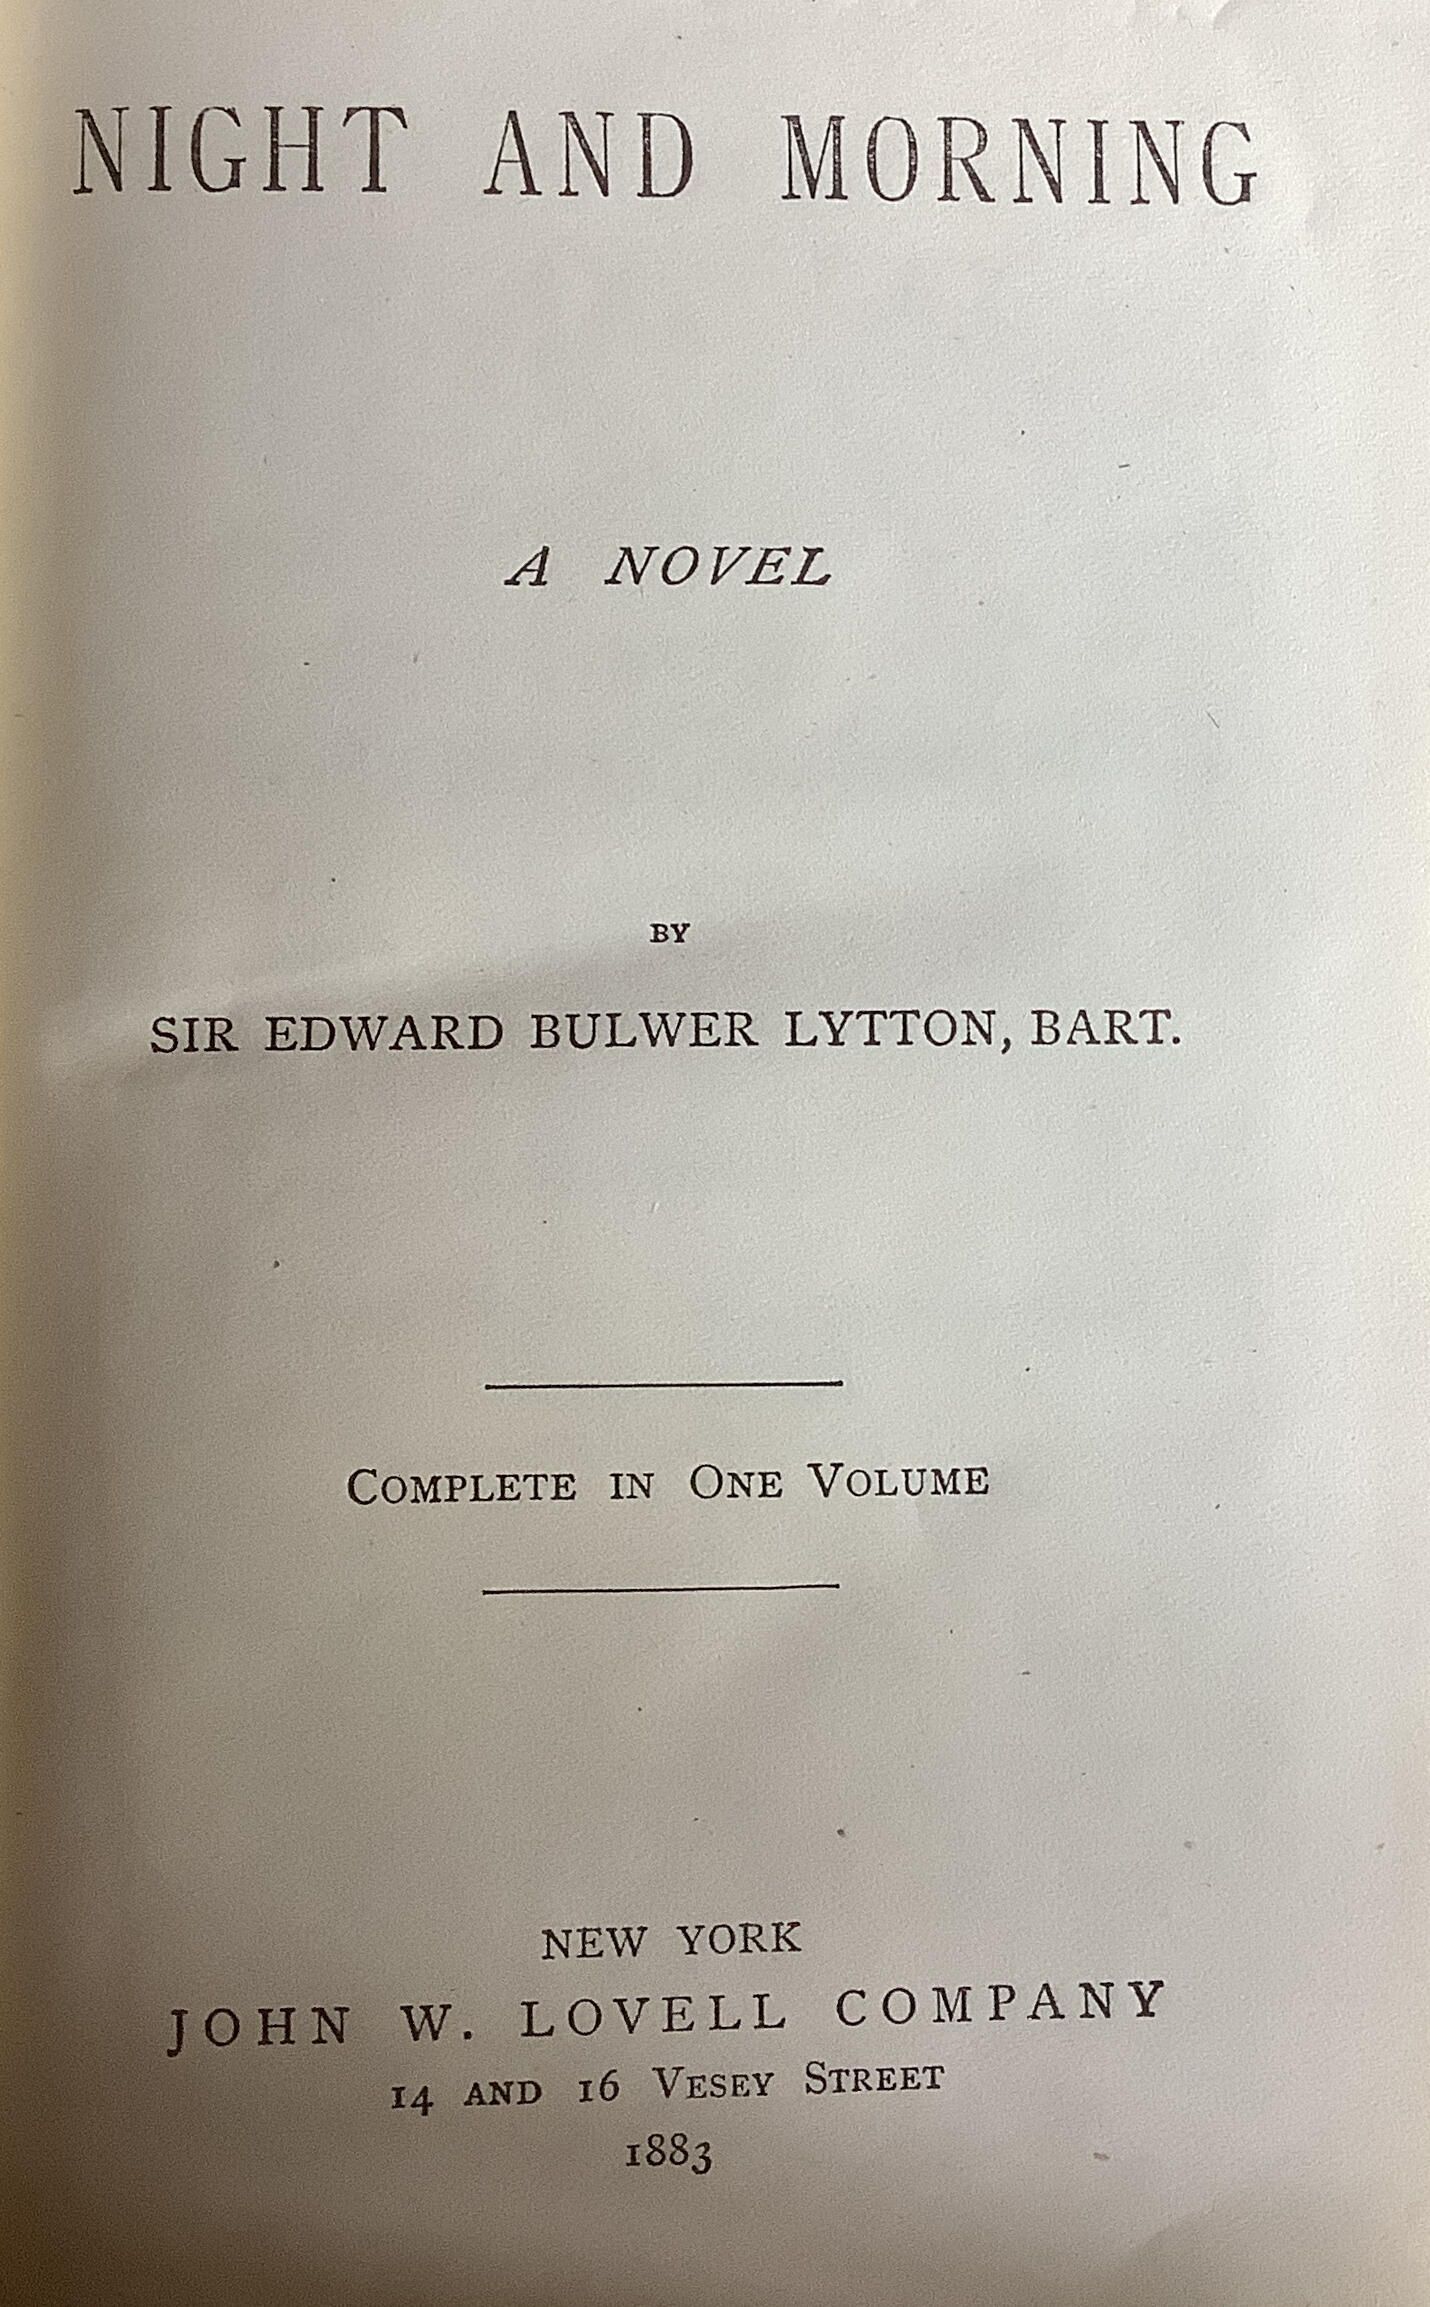 NIGHT AND MORNING
A NOVEL
BY
SIR EDWARD BULWER LYTTON, BART.
COMPLETE IN ONE VOLUME
NEW YORK
JOHN W. LOVELL COMPANY
14 AND 16 VESEY STREET
1883